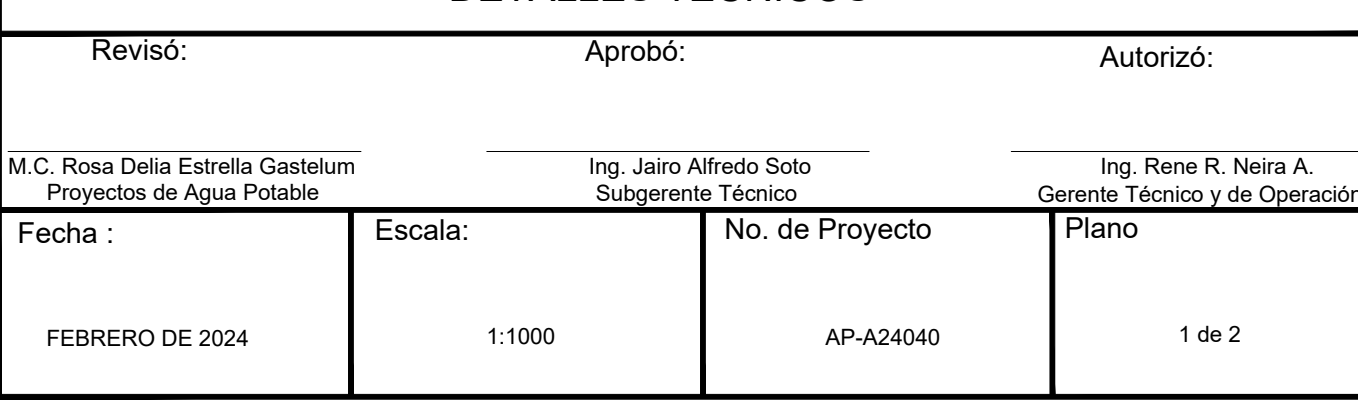 DETALLES TÉCNICOS
Revisó:
Aprobó:
Autorizó:
M.C. Rosa Delia Estrella Gastelum
Proyectos de Agua Potable
Ing. Jairo Alfredo Soto
Subgerente Técnico
Ing. Rene R. Neira A.
Gerente Técnico y de Operación
Fecha :
Escala:
No. de Proyecto
Plano
FEBRERO DE 2024
1:1000
AP-A24040
1 de 2